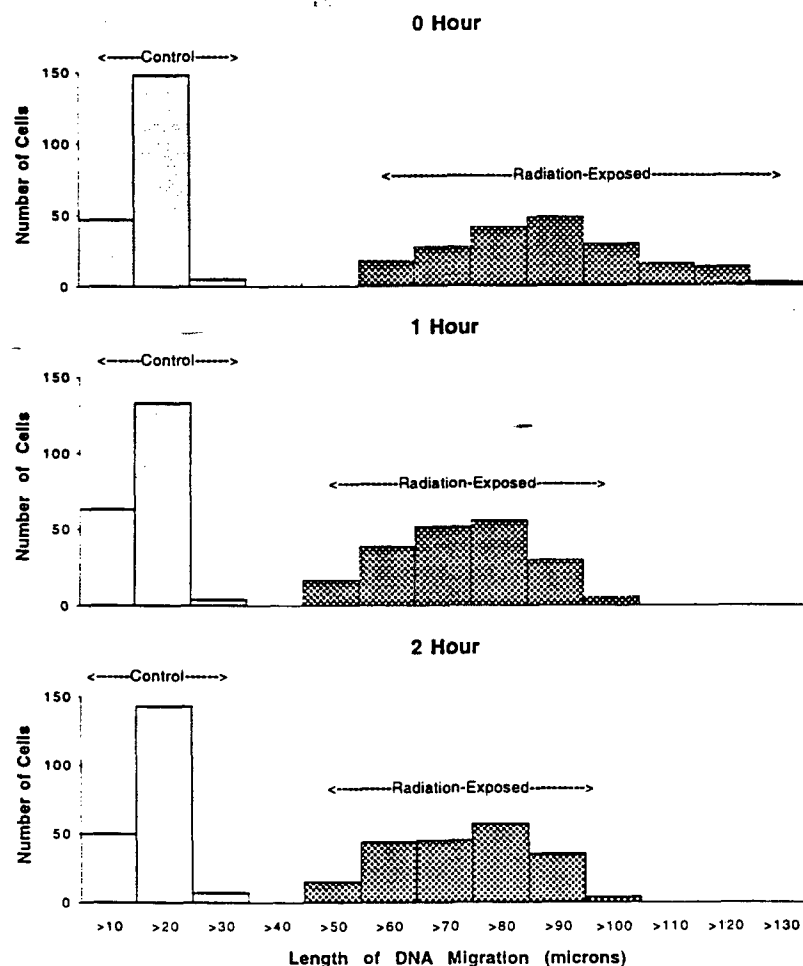 0 Hour
<-----Control----->
150
100
50
0
Number of Cells
<----------------Radiation-Exposed---------------->
1 Hour
<-----Control----->
150
100
50
0
Number of Cells
<--------Radiation-Exposed-------->
2 Hour
<-----Control----->
150
100
50
0
Number of Cells
<--------Radiation-Exposed-------->
>10 >20 >30 >40 >50 >60 >70 >80 >90 >100 >110 >120 >130
Length of DNA Migration (microns)